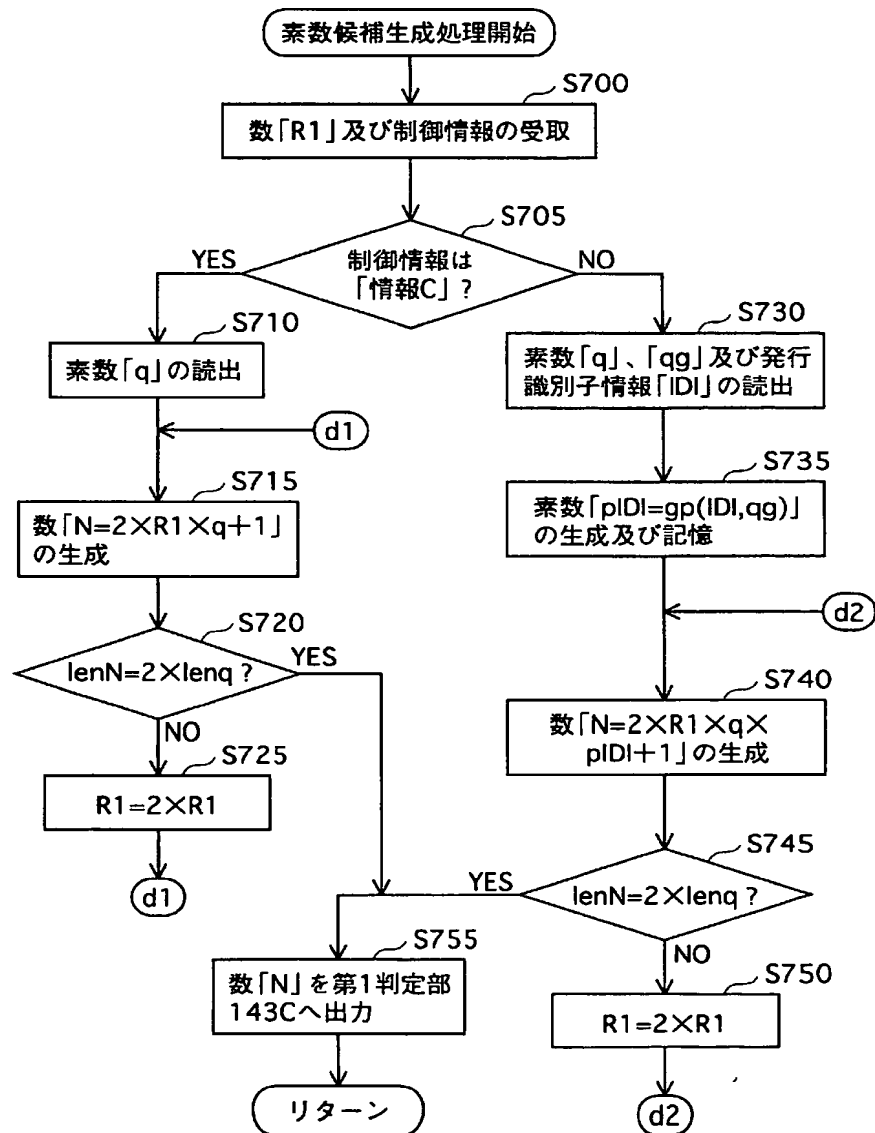 素数候補生成処理開始
S700
数「R1」及び制御情報の受取
S705
制御情報は
「情報C」?
YES
NO
S710
素数「q」の読出
d1
S715
数「N=2×R1×q+1」
の生成
S720
lenN=2×lenq ?
YES
NO
S725
R1=2×R1
d1
S730
素数「q」、「qg」及び発行
識別子情報「IDI」の読出
S735
素数「pIDI=gp(IDI,qg)」
の生成及び記憶
d2
S740
数「N=2×R1×q×
pIDI+1」の生成
S745
lenN=2×lenq ?
YES
NO
S750
R1=2×R1
d2
S755
数「N」を第1判定部
143Cへ出力
リターン